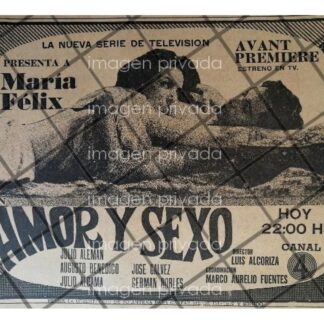 LA NUEVA SERIE DE TELEVISION
PRESENTA A
María
Félix
AVANT
PREMIERE
ESTRENO EN TV.
imagen privada
imagen privada
imagen privada
imagen privada
AMOR Y SEXO
HOY
22:00 H
CANAL
4
JULIO ALEMAN
AUGUSTO BENEDICO
JULIO ALDAMA
JOSE GALVEZ
GERMAN ROBLES
DIRECTOR
LUIS ALCORIZA
COORDINACION
MARCO AURELIO FUENTES